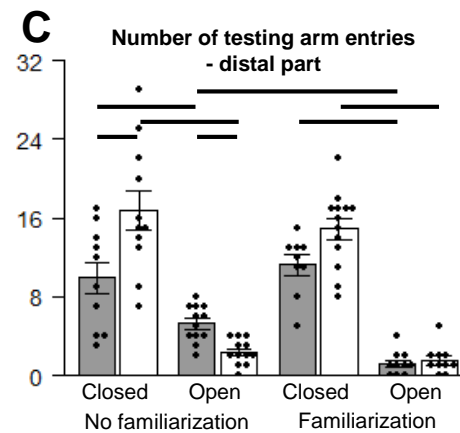 C
Number of testing arm entries
- distal part
32
24
16
8
0
Closed Open Closed Open
No familiarization Familiarization